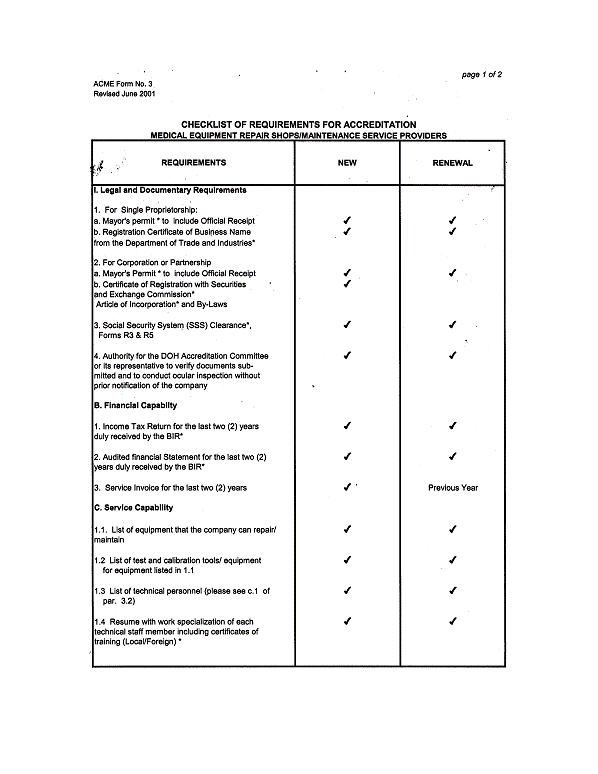 page 1 of 2
ACME Form No. 3
Revised June 2001
CHECKLIST OF REQUIREMENTS FOR ACCREDITATION
MEDICAL EQUIPMENT REPAIR SHOPS/MAINTENANCE SERVICE PROVIDERS
REQUIREMENTS NEW RENEWAL
I. Legal and Documentary Requirements
1. For Single Proprietorship:
a. Mayor's permit * to include Official Receipt ✓ ✓
b. Registration Certificate of Business Name ✓ ✓
from the Department of Trade and Industries*
2. For Corporation or Partnership
a. Mayor's Permit * to include Official Receipt ✓ ✓
b. Certificate of Registration with Securities ✓
and Exchange Commission*
Article of Incorporation* and By-Laws
3. Social Security System (SSS) Clearance*, ✓ ✓
Forms R3 & R5
4. Authority for the DOH Accreditation Committee ✓ ✓
or its representative to verify documents sub-
mitted and to conduct ocular inspection without
prior notification of the company
B. Financial Capability
1. Income Tax Return for the last two (2) years ✓ ✓
duly received by the BIR*
2. Audited financial Statement for the last two (2) ✓ ✓
years duly received by the BIR*
3. Service Invoice for the last two (2) years ✓ Previous Year
C. Service Capability
1.1. List of equipment that the company can repair/ ✓ ✓
maintain
1.2 List of test and calibration tools/ equipment ✓ ✓
for equipment listed in 1.1
1.3 List of technical personnel (please see c.1 of ✓ ✓
par. 3.2)
1.4 Resume with work specialization of each ✓ ✓
technical staff member including certificates of
training (Local/Foreign) *